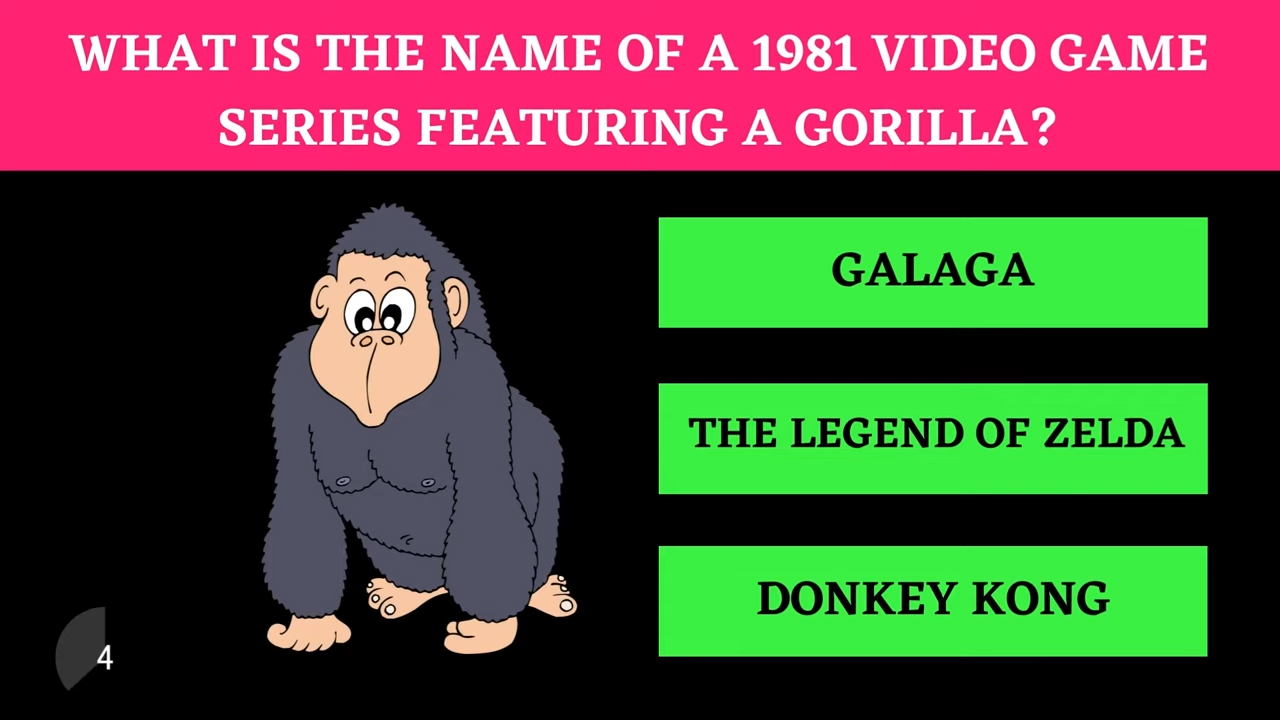 WHAT IS THE NAME OF A 1981 VIDEO GAME
SERIES FEATURING A GORILLA?
GALAGA
THE LEGEND OF ZELDA
DONKEY KONG
4